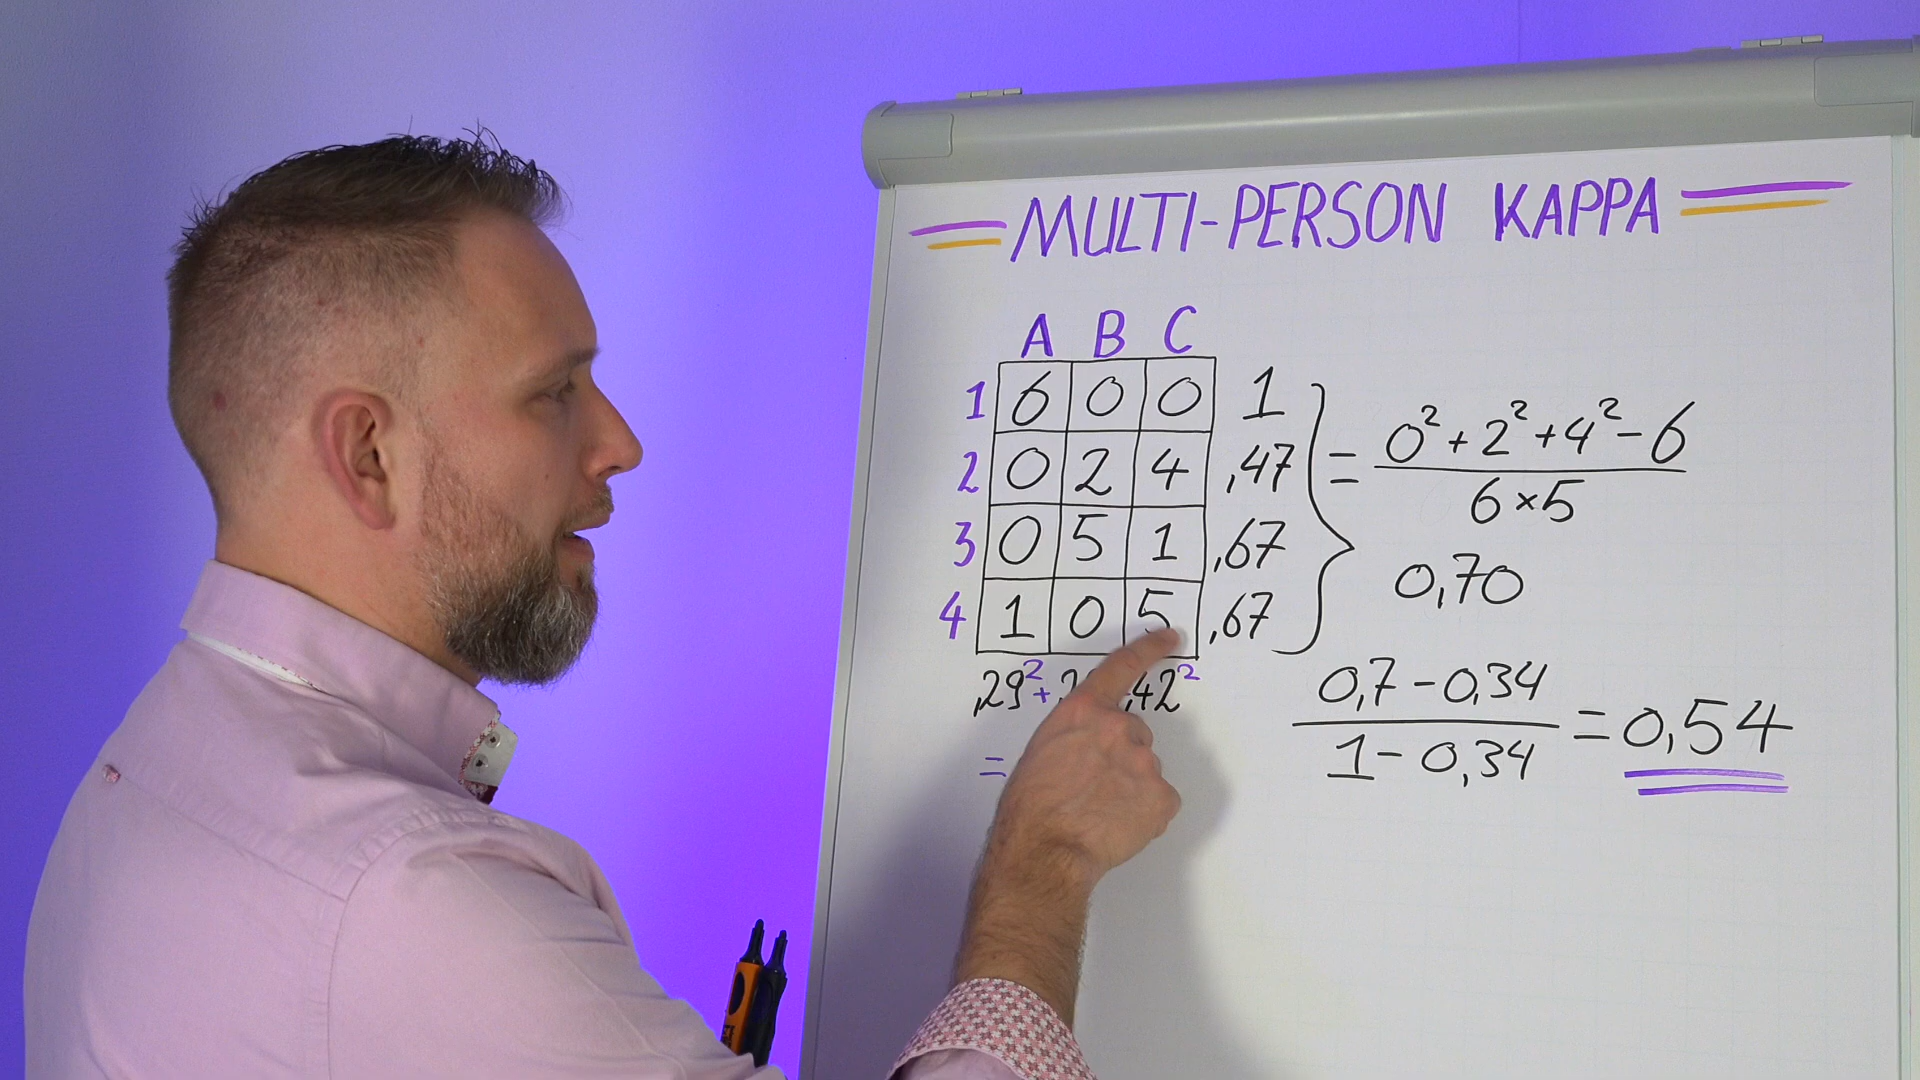 MULTI-PERSON KAPPA
A B C
1 6 0 0 1
2 0 2 4 ,47
3 0 5 1 ,67
4 1 0 5 ,67
= 0²+2²+4²-6
6×5
0,70
,29²+ ,42²
=
0,7-0,34
1-0,34
=0,54